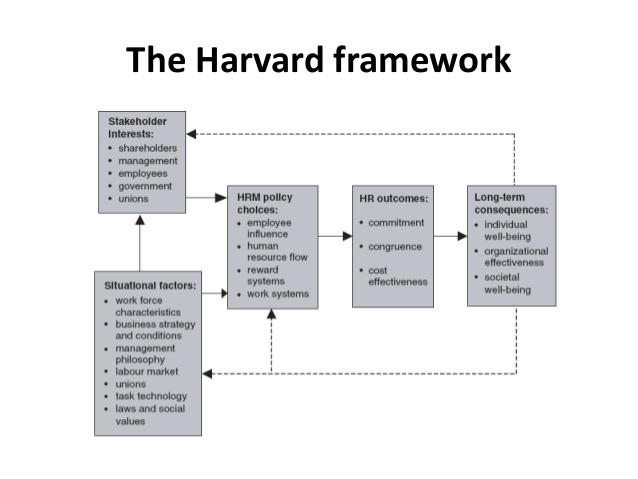 The Harvard framework
Stakeholder
Interests:
• shareholders
• management
• employees
• government
• unions
HRM policy
choices:
• employee
influence
• human
resource flow
• reward
systems
• work systems
HR outcomes:
• commitment
• congruence
• cost
effectiveness
Long-term
consequences:
• individual
well-being
• organizational
effectiveness
• societal
well-being
Situational factors:
• work force
characteristics
• business strategy
and conditions
• management
philosophy
• labour market
• unions
• task technology
• laws and social
values